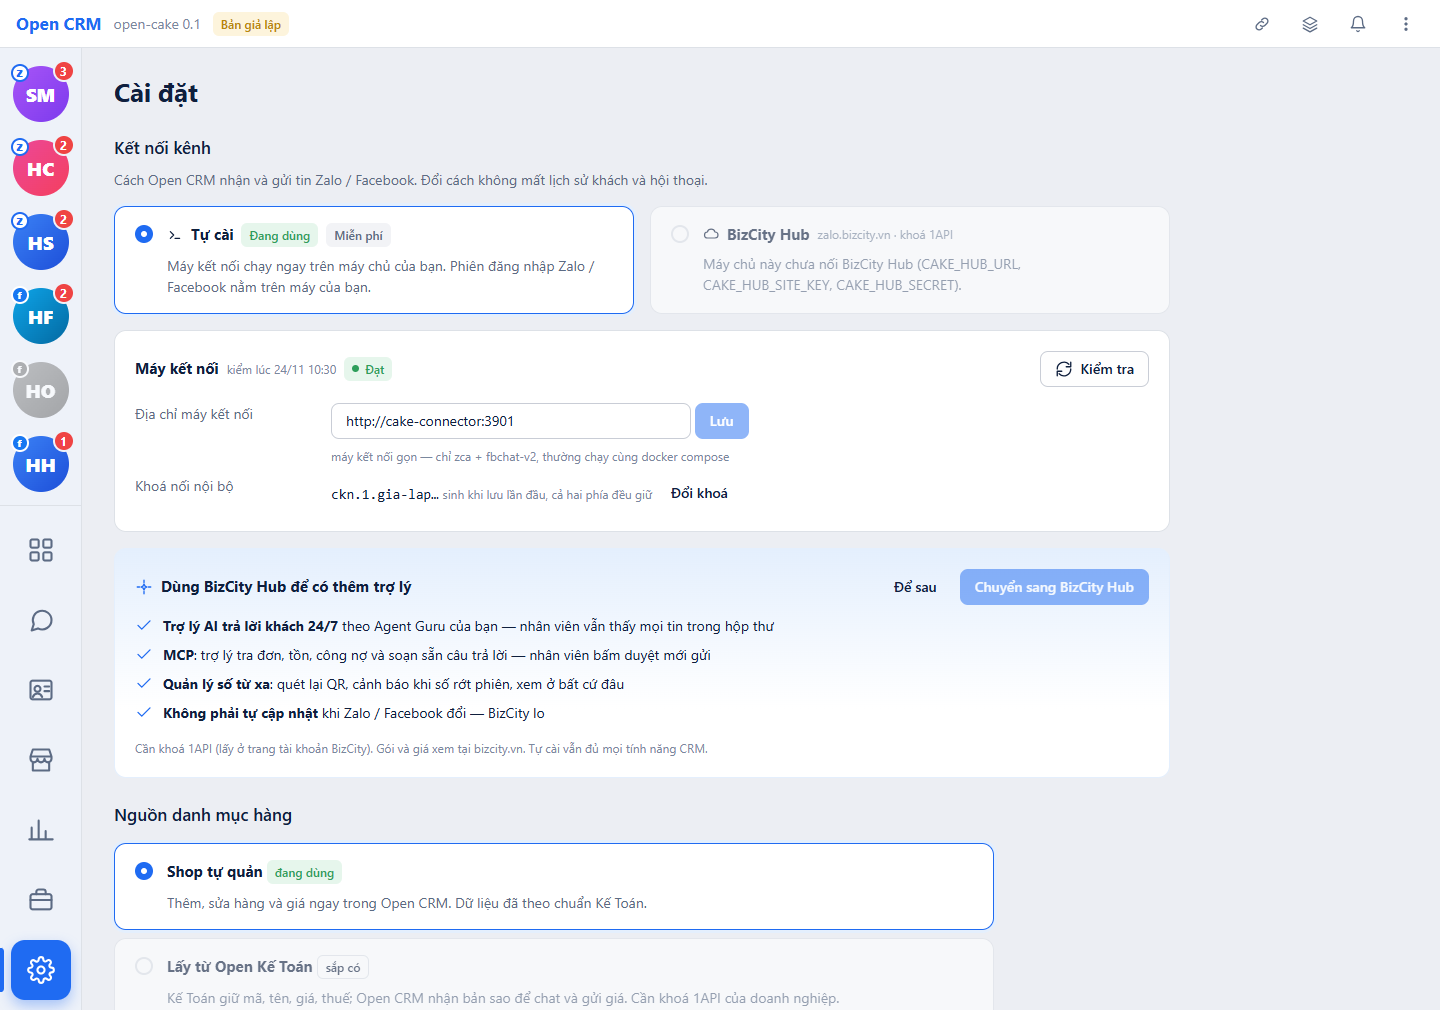 Open CRM open-cake 0.1 Bản giả lập
z 3
SM
z 2
HC
z 2
HS
f 2
HF
f
HO
f 1
HH
Cài đặt
Kết nối kênh
Cách Open CRM nhận và gửi tin Zalo / Facebook. Đổi cách không mất lịch sử khách và hội thoại.
Tự cài Đang dùng Miễn phí
Máy kết nối chạy ngay trên máy chủ của bạn. Phiên đăng nhập Zalo /
Facebook nằm trên máy của bạn.
BizCity Hub zalo.bizcity.vn · khoá 1API
Máy chủ này chưa nối BizCity Hub (CAKE_HUB_URL,
CAKE_HUB_SITE_KEY, CAKE_HUB_SECRET).
Máy kết nối kiểm lúc 24/11 10:30 Đạt Kiểm tra
Địa chỉ máy kết nối http://cake-connector:3901 Lưu
máy kết nối gọn — chỉ zca + fbchat-v2, thường chạy cùng docker compose
Khoá nối nội bộ ckn.1.gia-lap… sinh khi lưu lần đầu, cả hai phía đều giữ Đổi khoá
Dùng BizCity Hub để có thêm trợ lý Để sau Chuyển sang BizCity Hub
Trợ lý AI trả lời khách 24/7 theo Agent Guru của bạn — nhân viên vẫn thấy mọi tin trong hộp thư
MCP: trợ lý tra đơn, tồn, công nợ và soạn sẵn câu trả lời — nhân viên bấm duyệt mới gửi
Quản lý số từ xa: quét lại QR, cảnh báo khi số rớt phiên, xem ở bất cứ đâu
Không phải tự cập nhật khi Zalo / Facebook đổi — BizCity lo
Cần khoá 1API (lấy ở trang tài khoản BizCity). Gói và giá xem tại bizcity.vn. Tự cài vẫn đủ mọi tính năng CRM.
Nguồn danh mục hàng
Shop tự quản đang dùng
Thêm, sửa hàng và giá ngay trong Open CRM. Dữ liệu đã theo chuẩn Kế Toán.
Lấy từ Open Kế Toán sắp có
Kế Toán giữ mã, tên, giá, thuế; Open CRM nhận bản sao để chat và gửi giá. Cần khoá 1API của doanh nghiệp.